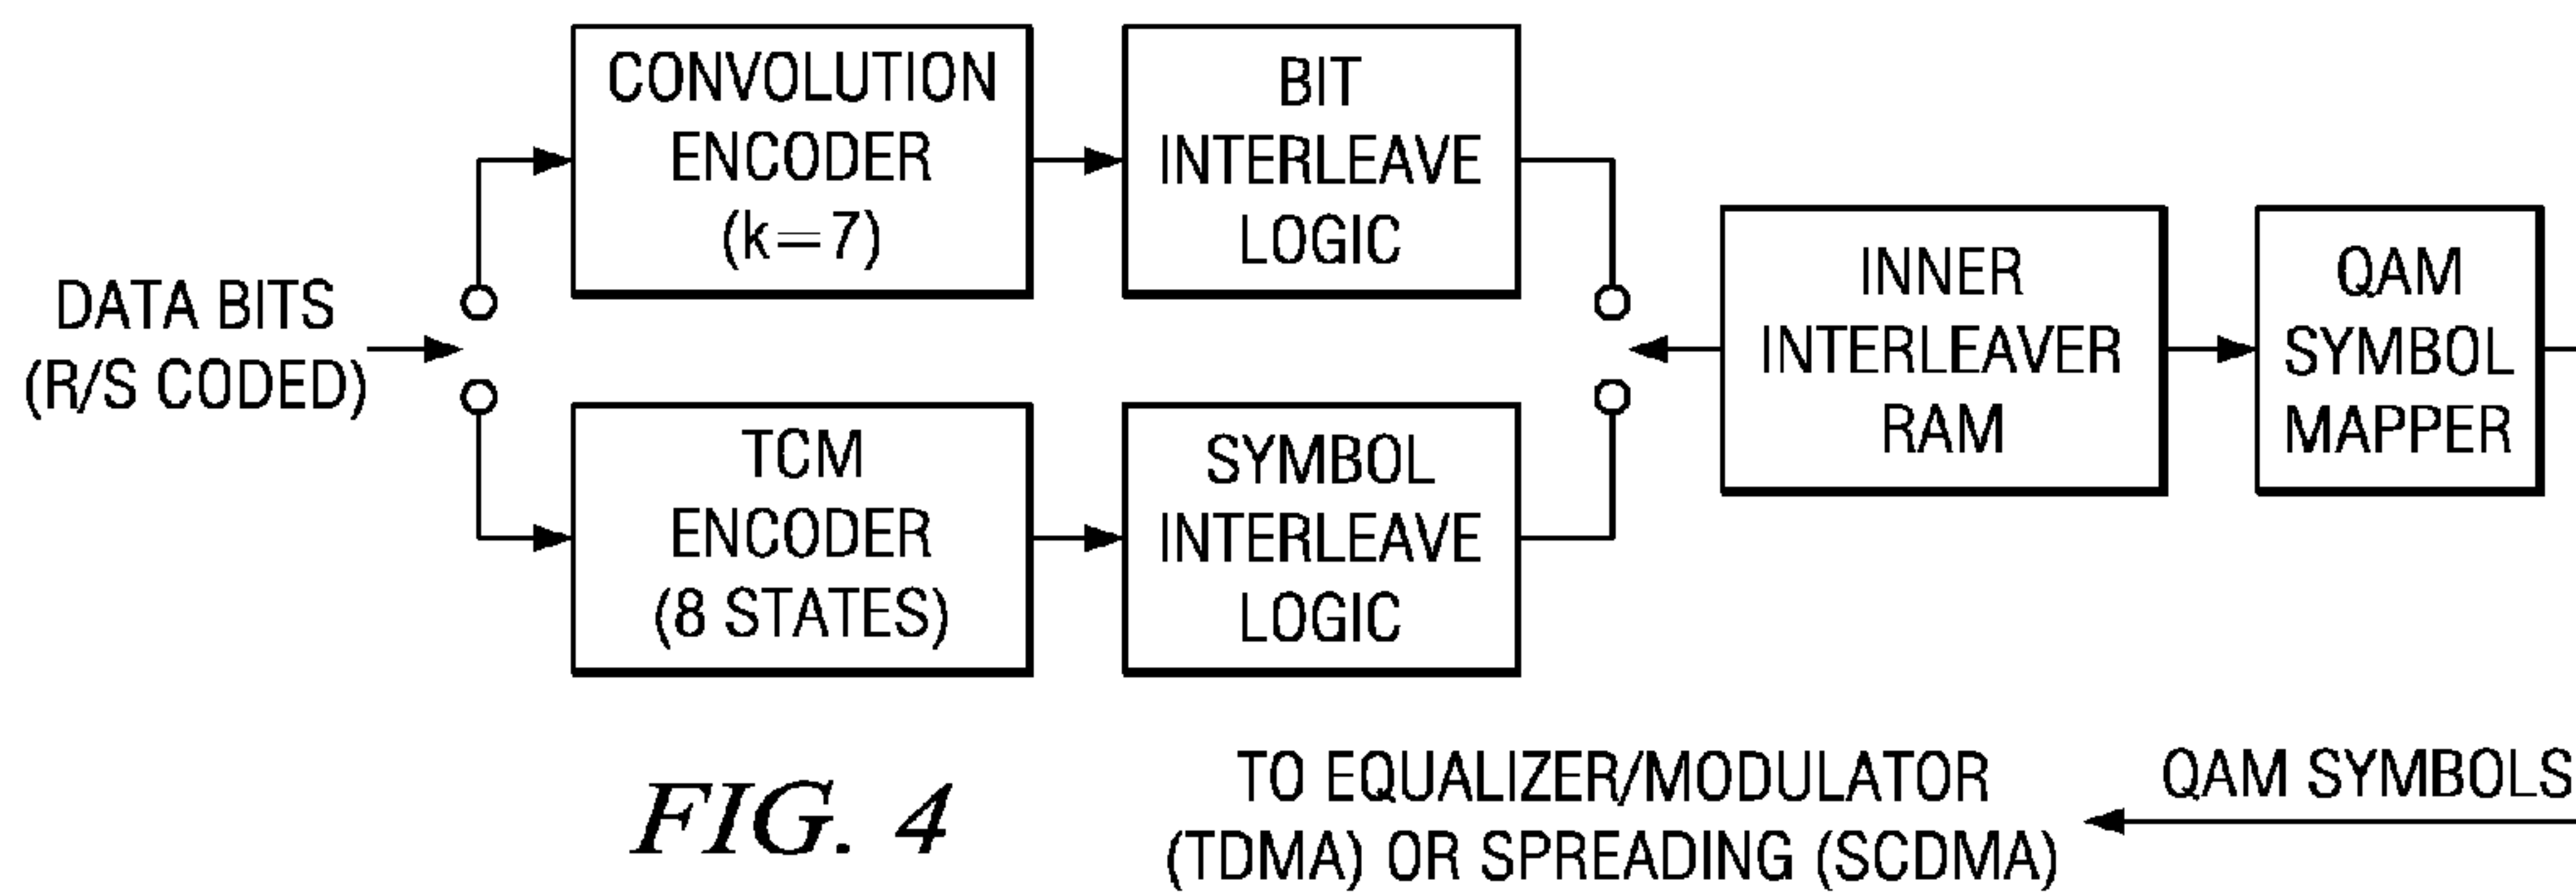 CONVOLUTION
ENCODER
(k=7)
BIT
INTERLEAVE
LOGIC
DATA BITS
(R/S CODED)
INNER
INTERLEAVER
RAM
QAM
SYMBOL
MAPPER
TCM
ENCODER
(8 STATES)
SYMBOL
INTERLEAVE
LOGIC
FIG. 4
TO EQUALIZER/MODULATOR
(TDMA) OR SPREADING (SCDMA)
QAM SYMBOLS